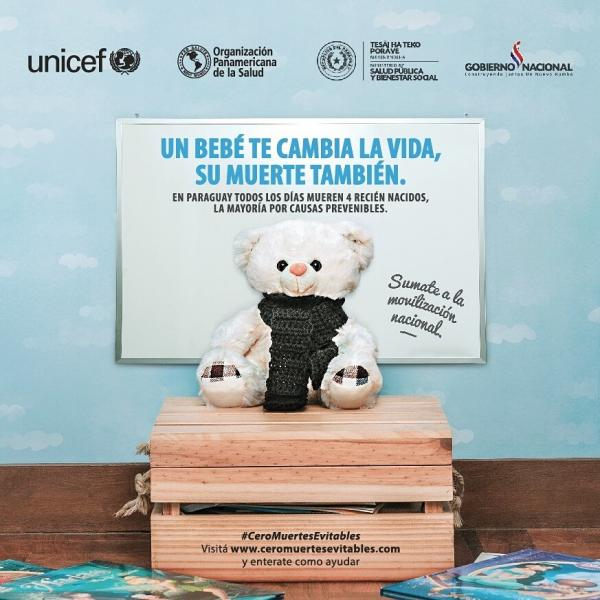 unicef
Organización
Panamericana
de la Salud
TESÃI HA TEKO
PORÃVE
MINISTERIO DE
SALUD PÚBLICA
Y BIENESTAR SOCIAL
GOBIERNO NACIONAL
Construyendo Juntos Un Nuevo Rumbo
UN BEBÉ TE CAMBIA LA VIDA,
SU MUERTE TAMBIÉN.
EN PARAGUAY TODOS LOS DÍAS MUEREN 4 RECIÉN NACIDOS,
LA MAYORÍA POR CAUSAS PREVENIBLES.
Sumate a la
movilización
nacional.
#CeroMuertesEvitables
Visitá www.ceromuertesevitables.com
y enterate como ayudar